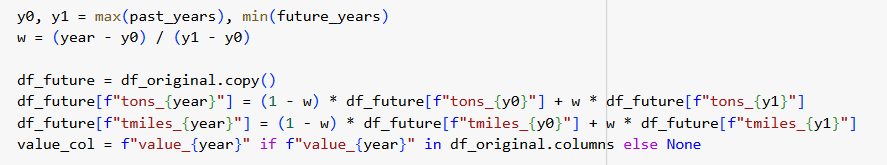 y0, y1 = max(past_years), min(future_years)
w = (year - y0) / (y1 - y0)
df_future = df_original.copy()
df_future[f"tons_{year}"] = (1 - w) * df_future[f"tons_{y0}"] + w * df_future[f"tons_{y1}"]
df_future[f"tmiles_{year}"] = (1 - w) * df_future[f"tmiles_{y0}"] + w * df_future[f"tmiles_{y1}"]
value_col = f"value_{year}" if f"value_{year}" in df_original.columns else None